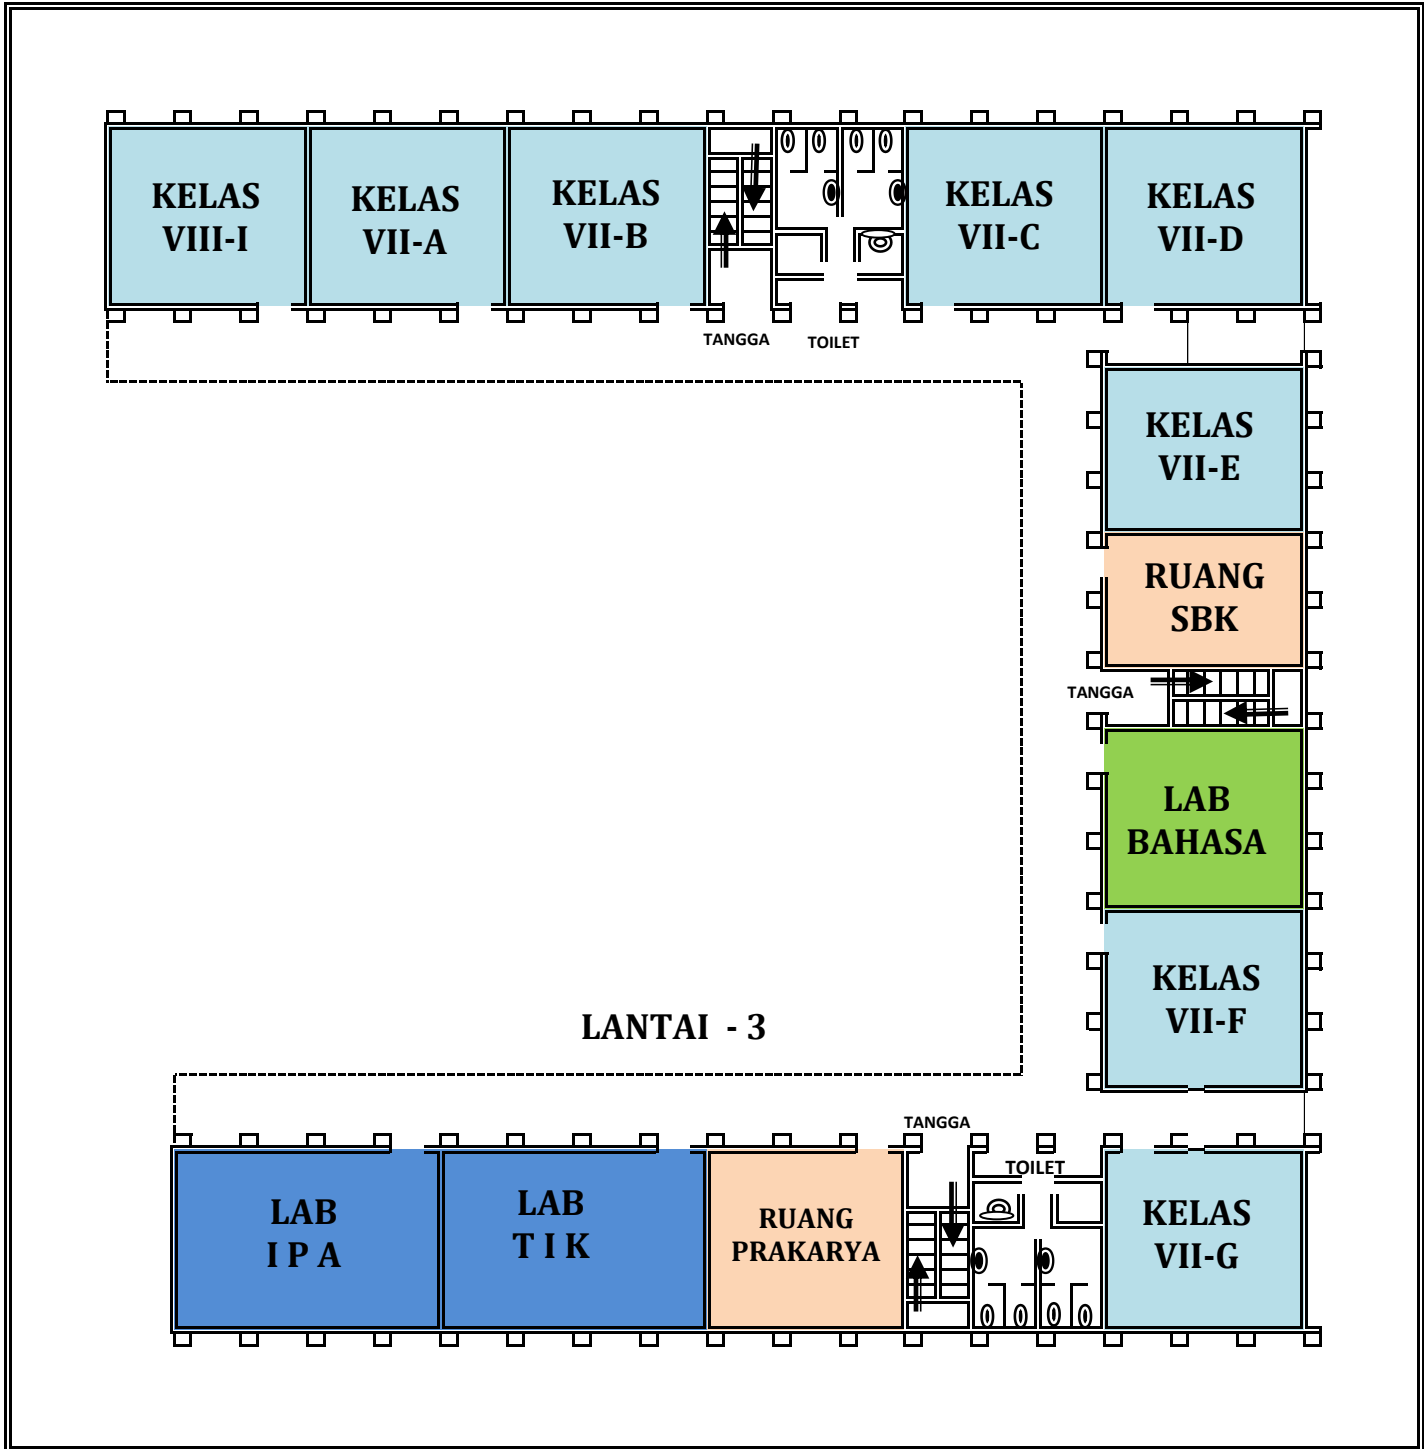 KELAS
VIII-I
KELAS
VII-A
KELAS
VII-B
KELAS
VII-C
KELAS
VII-D
TANGGA
TOILET
KELAS
VII-E
RUANG
SBK
TANGGA
LAB
BAHASA
KELAS
VII-F
LANTAI - 3
TANGGA
TOILET
LAB
I P A
LAB
T I K
RUANG
PRAKARYA
KELAS
VII-G